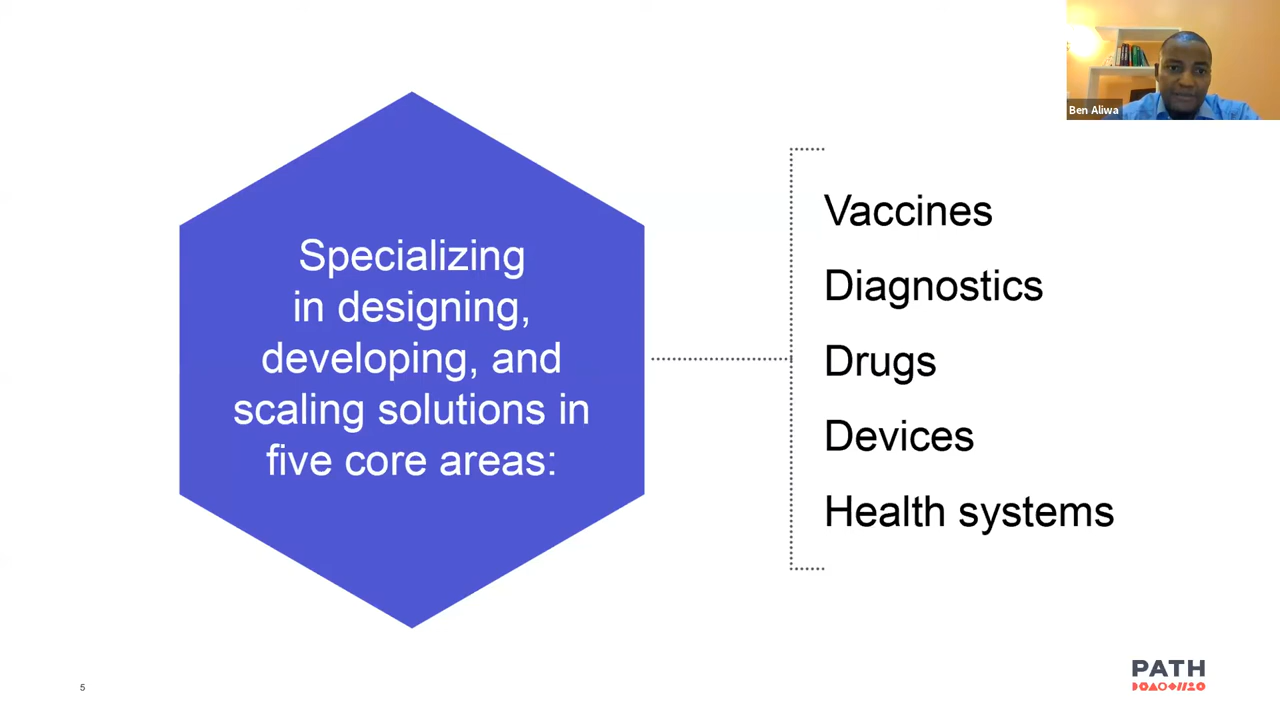 Ben Aliwa
Specializing
in designing,
developing, and
scaling solutions in
five core areas:
Vaccines
Diagnostics
Drugs
Devices
Health systems
5
PATH